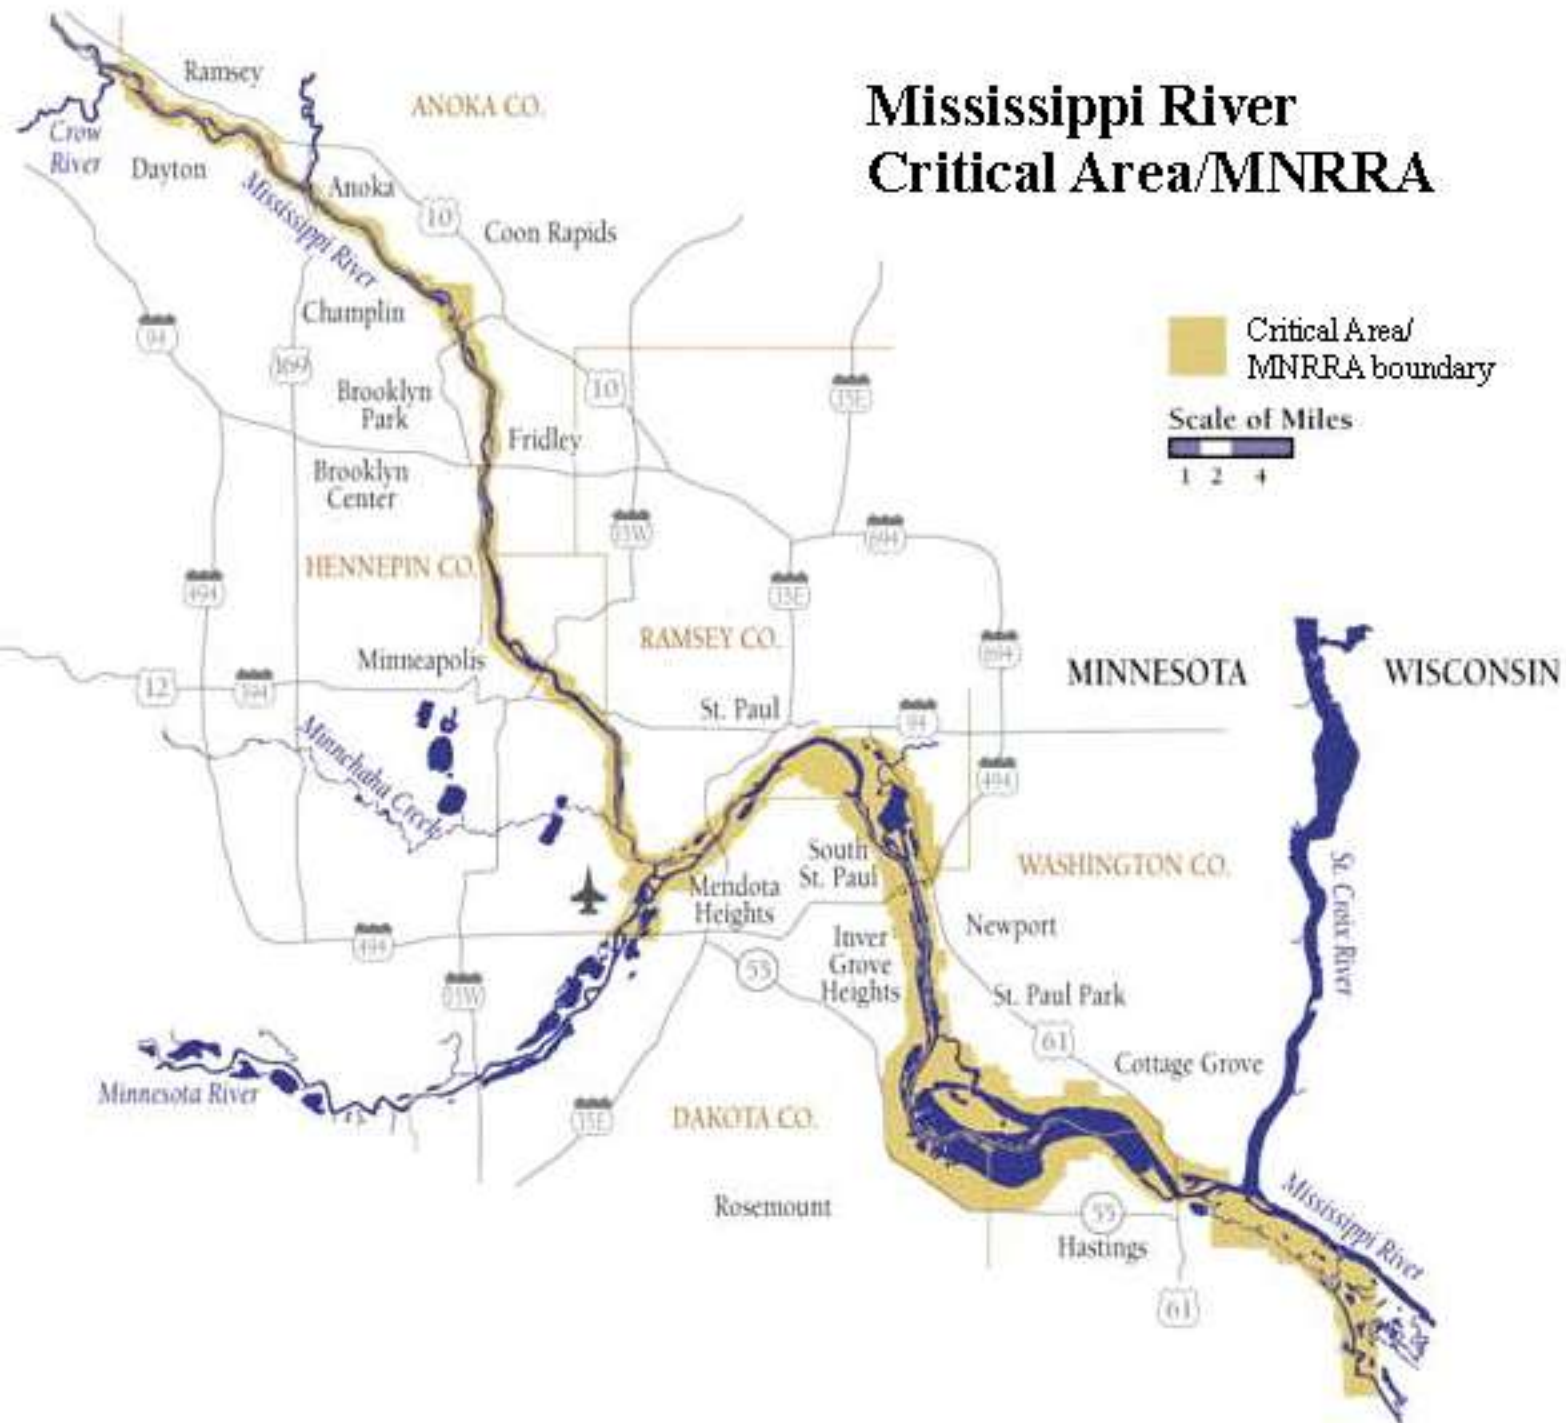 Mississippi River
Critical Area/MNRRA
Ramsey
ANOKA CO.
Crow
River
Dayton
Anoka
Mississippi River
10
Coon Rapids
Champlin
94
169
Critical Area/
MNRRA boundary
Brooklyn
Park
10
35E
Scale of Miles
1 2 4
Fridley
Brooklyn
Center
35W
694
HENNEPIN CO.
494
35E
RAMSEY CO.
694
Minneapolis
MINNESOTA
WISCONSIN
12
394
St. Paul
94
Minnehaha Creek
494
South
St. Paul
WASHINGTON CO.
Mendota
Heights
St. Croix River
Newport
494
Inver
Grove
Heights
55
35W
St. Paul Park
61
Cottage Grove
Minnesota River
35E
DAKOTA CO.
Rosemount
55
Mississippi River
Hastings
61